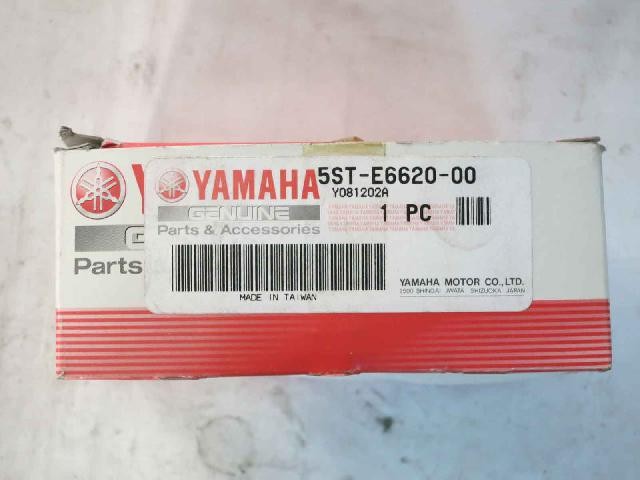 YAMAHA
5ST-E6620-00
Y081202A
GENUINE
1 PC
Parts & Accessories
Parts
YAMAHA MOTOR CO.,LTD.
2500 SHINGAI IWATA SHIZUOKA JAPAN
MADE IN TAIWAN